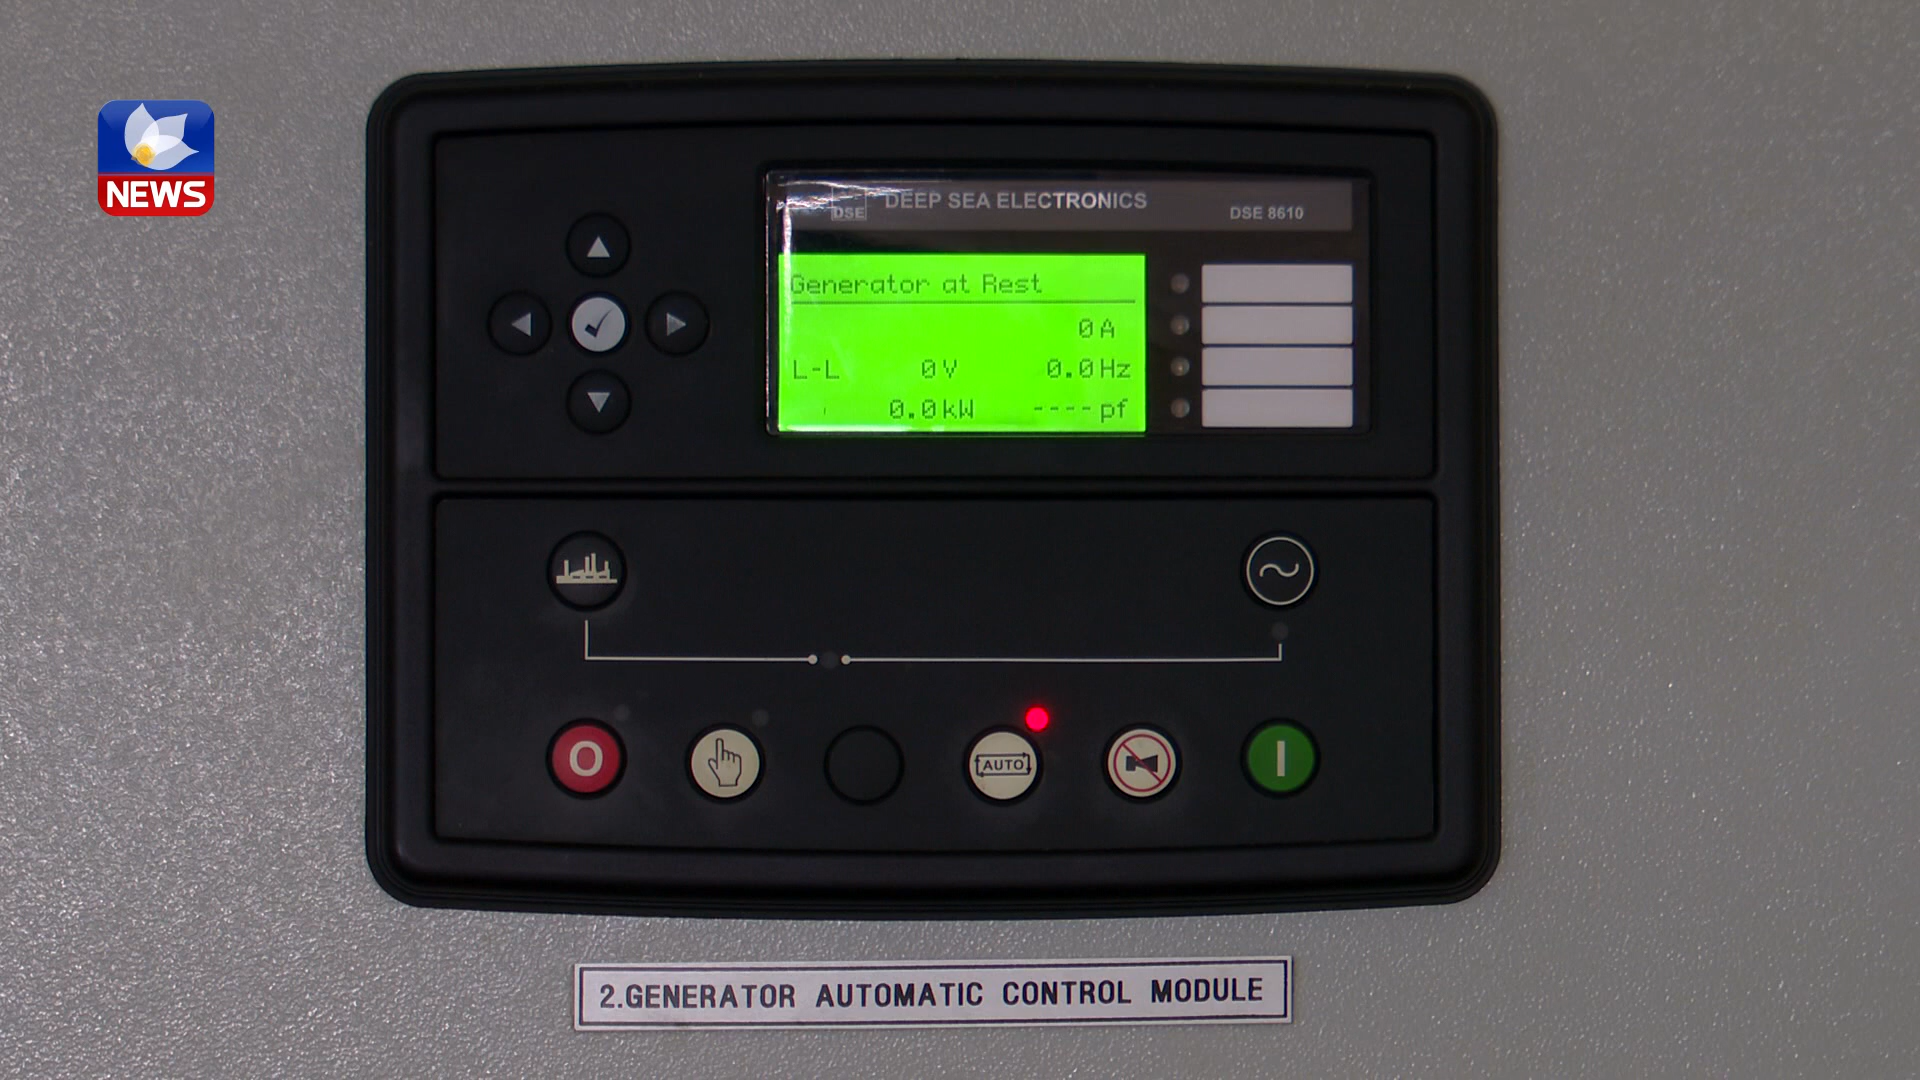 NEWS
DSE DEEP SEA ELECTRONICS
DSE 8610
Generator at Rest
0A
L-L 0V 0.0Hz
0.0kW ----pf
O
AUTO
I
2.GENERATOR AUTOMATIC CONTROL MODULE